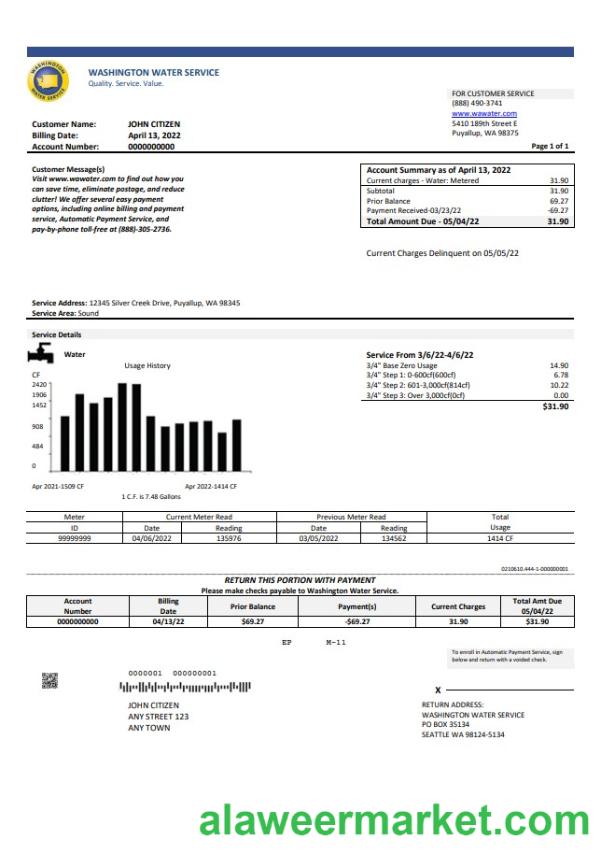 WASHINGTON WATER SERVICE
Quality. Service. Value.
WASHINGTON
WATER SERVICE
FOR CUSTOMER SERVICE
(888) 490-3741
www.wawater.com
5410 189th Street E
Puyallup, WA 98375
Customer Name: JOHN CITIZEN
Billing Date: April 13, 2022
Account Number: 0000000000
Page 1 of 1
Customer Message(s)
Visit www.wawater.com to find out how you
can save time, eliminate postage, and reduce
clutter! We offer several easy payment
options, including online billing and payment
service, Automatic Payment Service, and
pay-by-phone toll-free at (888)-305-2736.
Account Summary as of April 13, 2022
Current charges - Water: Metered 31.90
Subtotal 31.90
Prior Balance 69.27
Payment Received-03/23/22 -69.27
Total Amount Due - 05/04/22 31.90
Current Charges Delinquent on 05/05/22
Service Address: 12345 Silver Creek Drive, Puyallup, WA 98345
Service Area: Sound
Service Details
Water
Usage History
CF
2420
1906
1452
908
484
0
Apr 2021-1509 CF Apr 2022-1414 CF
1 C.F. is 7.48 Gallons
Service From 3/6/22-4/6/22
3/4" Base Zero Usage 14.90
3/4" Step 1: 0-600cf(600cf) 6.78
3/4" Step 2: 601-3,000cf(814cf) 10.22
3/4" Step 3: Over 3,000cf(0cf) 0.00
$31.90
Meter Current Meter Read Previous Meter Read Total
ID Date Reading Date Reading Usage
99999999 04/06/2022 135976 03/05/2022 134562 1414 CF
0210610.444-1-000000001
RETURN THIS PORTION WITH PAYMENT
Please make checks payable to Washington Water Service.
Account Billing Prior Balance Payment(s) Current Charges Total Amt Due
Number Date 05/04/22
0000000000 04/13/22 $69.27 -$69.27 31.90 $31.90
EP M-11
To enroll in Automatic Payment Service, sign
below and return with a voided check.
0000001 000000001
X
JOHN CITIZEN
ANY STREET 123
ANY TOWN
RETURN ADDRESS:
WASHINGTON WATER SERVICE
PO BOX 35134
SEATTLE WA 98124-5134
alaweermarket.com